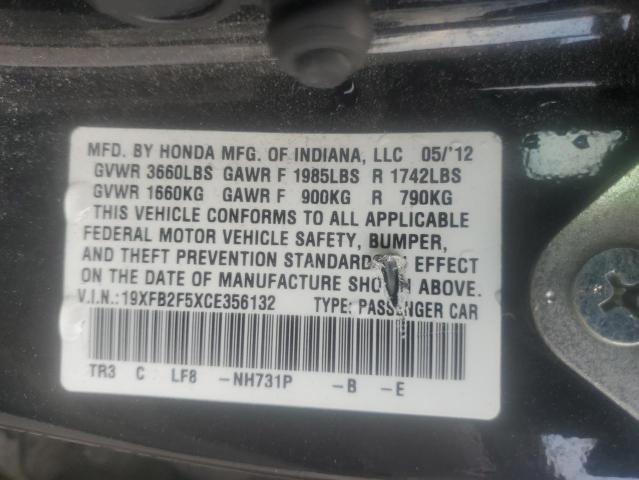 MFD. BY HONDA MFG. OF INDIANA, LLC 05/'12
GVWR 3660LBS GAWR F 1985LBS R 1742LBS
GVWR 1660KG GAWR F 900KG R 790KG
THIS VEHICLE CONFORMS TO ALL APPLICABLE
FEDERAL MOTOR VEHICLE SAFETY, BUMPER,
AND THEFT PREVENTION STANDARDS EFFECT
ON THE DATE OF MANUFACTURE SHOWN ABOVE.
V.I.N.: 19XFB2F5XCE356132 TYPE: PASSENGER CAR
TR3 C LF8 -NH731P -B -E